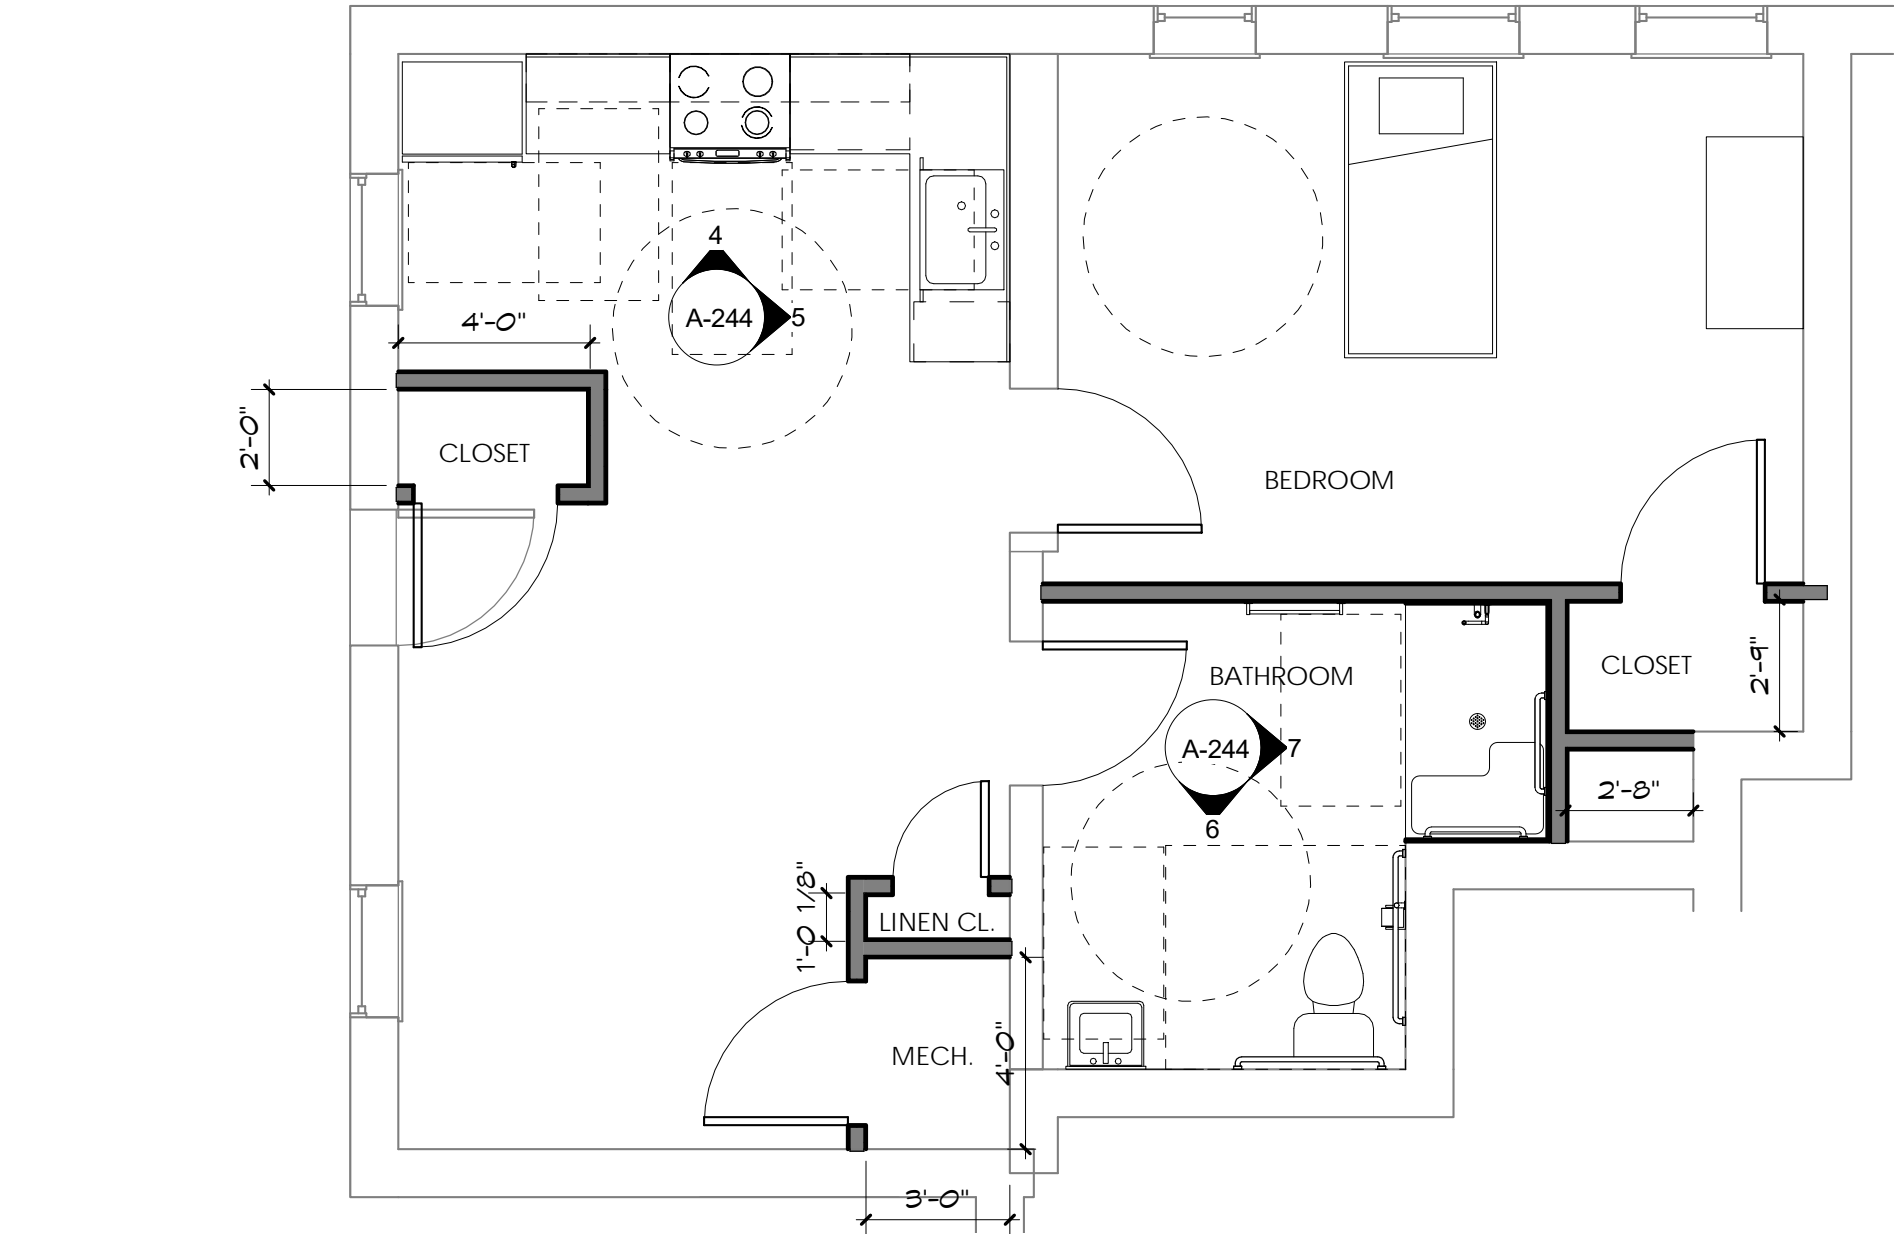 4
A-244
5
4'-0"
2'-0"
CLOSET
BEDROOM
BATHROOM
CLOSET
2'-9"
A-244
7
6
2'-8"
1'-0 1/8"
LINEN CL.
MECH.
4'-0"
3'-0"